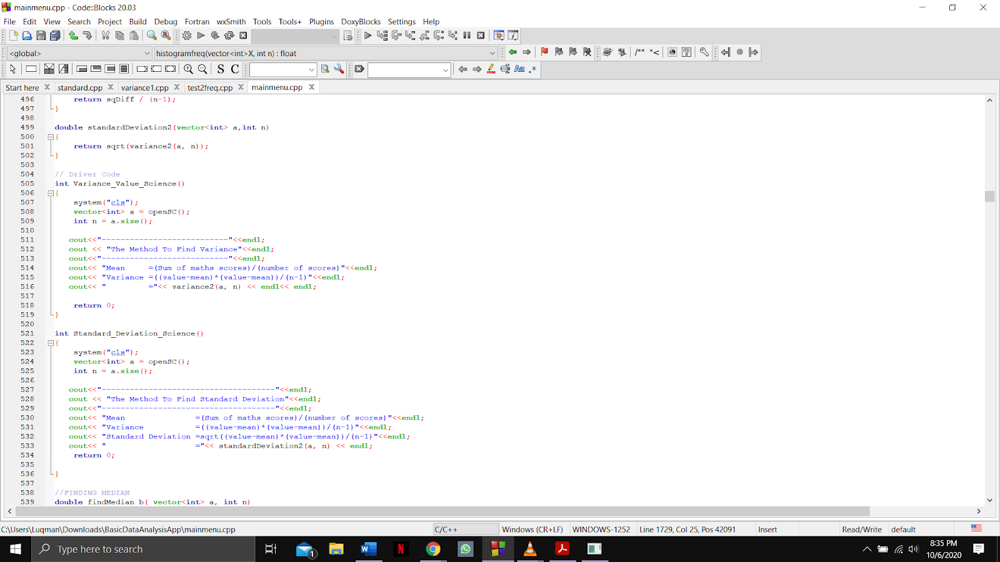 mainmenu.cpp - Code::Blocks 20.03
File Edit View Search Project Build Debug Fortran wxSmith Tools Tools+ Plugins DoxyBlocks Settings Help
<global> histogramfreq(vector<int>X, int n) : float
/** *<
S C Aa .*
Start here standard.cpp variance1.cpp test2freq.cpp mainmenu.cpp
496 return sqDiff / (n-1);
497 }
498
499 double standardDeviation2(vector<int> a,int n)
500 {
501 return sqrt(variance2(a, n));
502 }
503
504 // Driver Code
505 int Variance_Value_Science()
506 {
507 system("cls");
508 vector<int> a = openSC();
509 int n = a.size();
510
511 cout<<"---------------------------"<<endl;
512 cout << "The Method To Find Variance"<<endl;
513 cout<<"---------------------------"<<endl;
514 cout<< "Mean     =(Sum of maths scores)/(number of scores)"<<endl;
515 cout<< "Variance =((value-mean)*(value-mean))/(n-1)"<<endl;
516 cout<< "         ="<< variance2(a, n) << endl<< endl;
517
518 return 0;
519 }
520
521 int Standard_Deviation_Science()
522 {
523 system("cls");
524 vector<int> a = openSC();
525 int n = a.size();
526
527 cout<<"-------------------------------------"<<endl;
528 cout << "The Method To Find Standard Deviation"<<endl;
529 cout<<"-------------------------------------"<<endl;
530 cout<< "Mean               =(Sum of maths scores)/(number of scores)"<<endl;
531 cout<< "Variance           =((value-mean)*(value-mean))/(n-1)"<<endl;
532 cout<< "Standard Deviation =sqrt((value-mean)*(value-mean))/(n-1)"<<endl;
533 cout<< "                   ="<< standardDeviation2(a, n) << endl;
534 return 0;
535
536 }
537
538 //FINDING MEDIAN
539 double findMedian_b( vector<int> a, int n)
C:\Users\Luqman\Downloads\BasicDataAnalysisApp\mainmenu.cpp C/C++ Windows (CR+LF) WINDOWS-1252 Line 1729, Col 25, Pos 42091 Insert Read/Write default
Type here to search
1
W
N
8:35 PM
10/6/2020